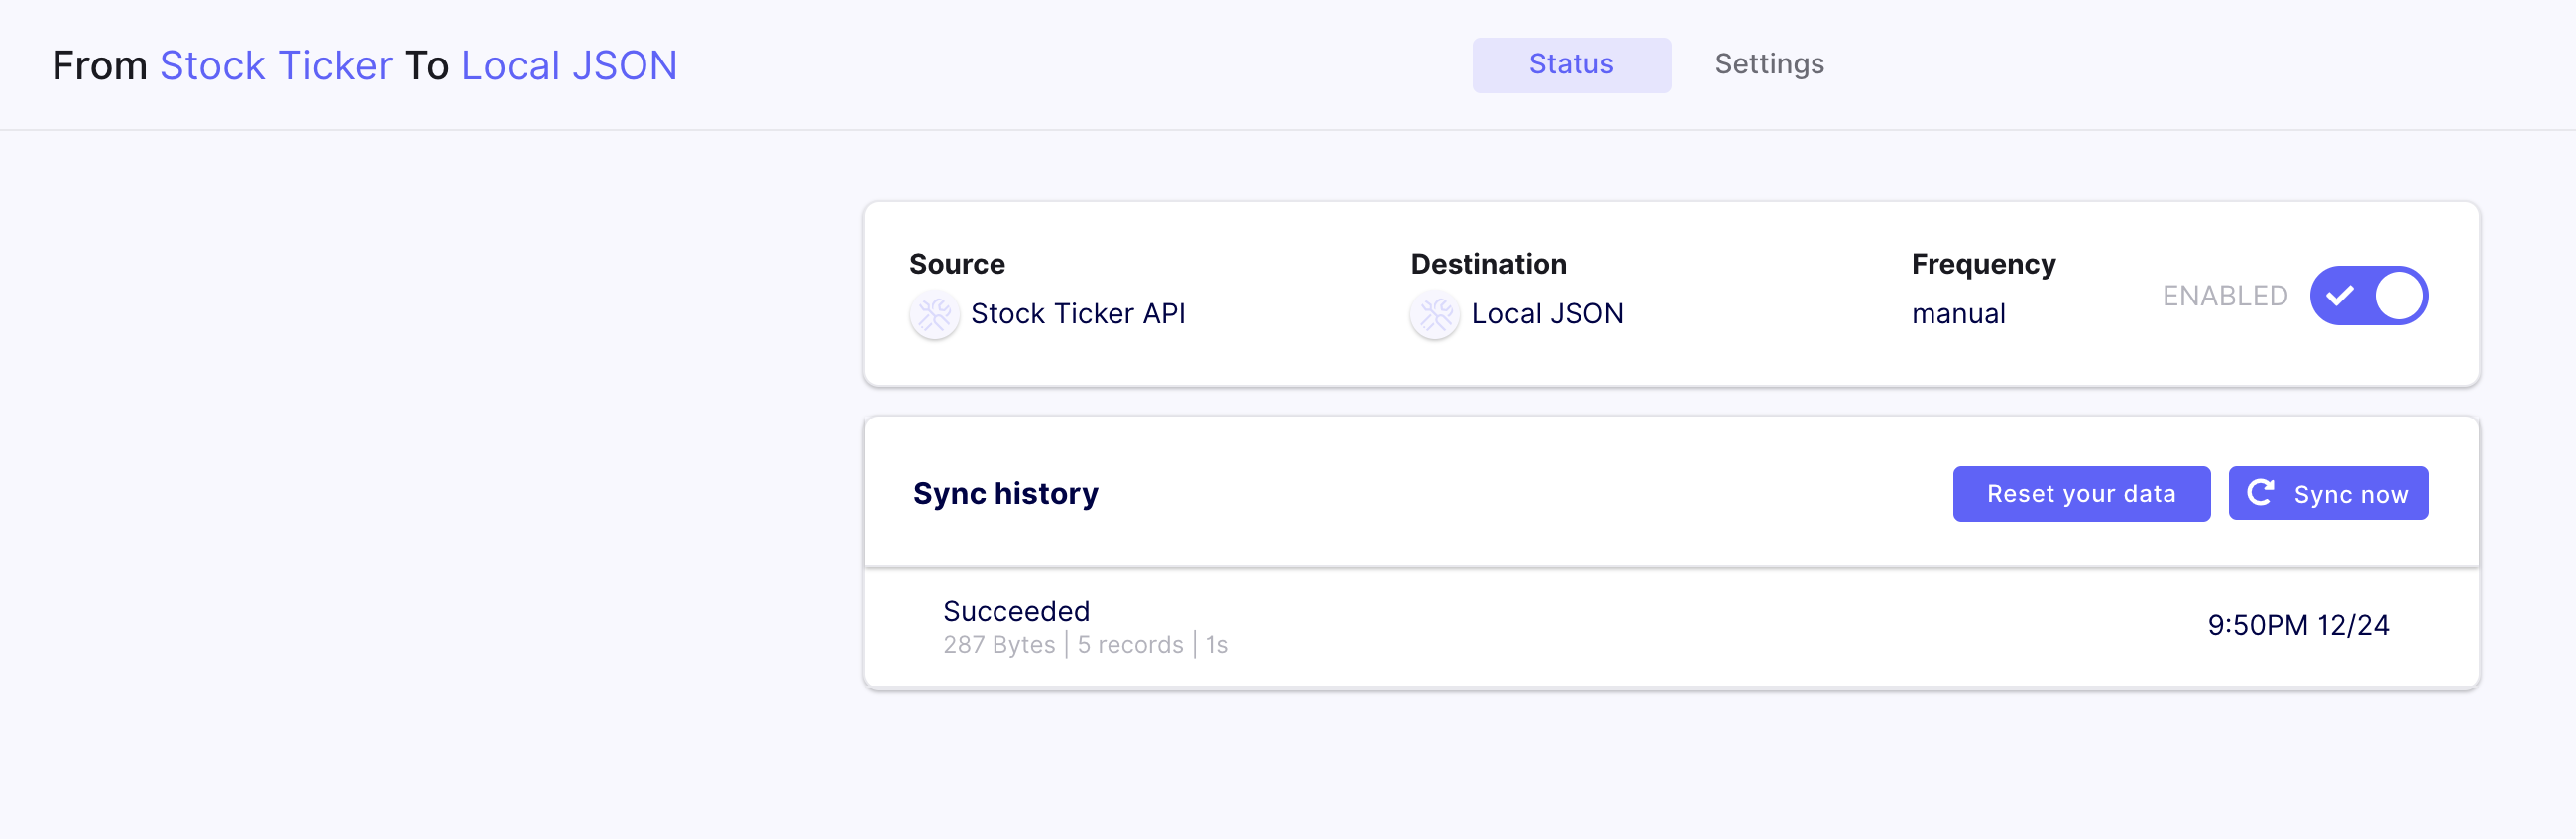 From Stock Ticker To Local JSON
Status
Settings
Source
Stock Ticker API
Destination
Local JSON
Frequency
manual
ENABLED
Sync history
Reset your data
Sync now
Succeeded
287 Bytes | 5 records | 1s
9:50PM 12/24